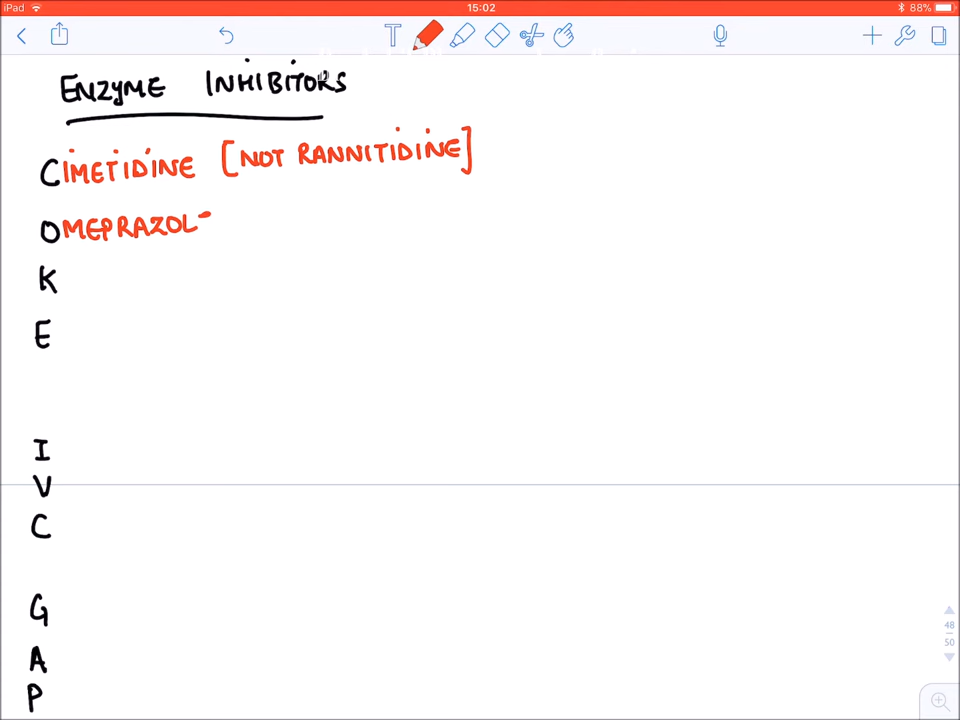 iPad 15:02 88%
T
ENZYME INHIBITORS
CIMETIDINE [NOT RANNITIDINE]
OMEPRAZOL
K
E
I
V
C
G
A
P
48
50